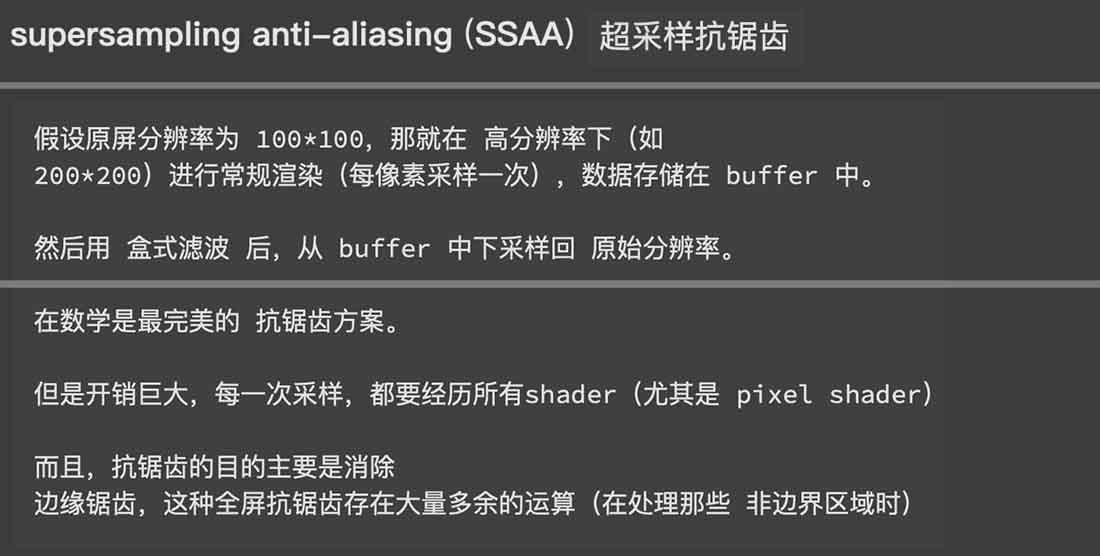 supersampling anti-aliasing (SSAA) 超采样抗锯齿
假设原屏分辨率为 100*100，那就在 高分辨率下（如
200*200）进行常规渲染（每像素采样一次），数据存储在 buffer 中。
然后用 盒式滤波 后，从 buffer 中下采样回 原始分辨率。
在数学是最完美的 抗锯齿方案。
但是开销巨大，每一次采样，都要经历所有shader（尤其是 pixel shader）
而且，抗锯齿的目的主要是消除
边缘锯齿，这种全屏抗锯齿存在大量多余的运算（在处理那些 非边界区域时）